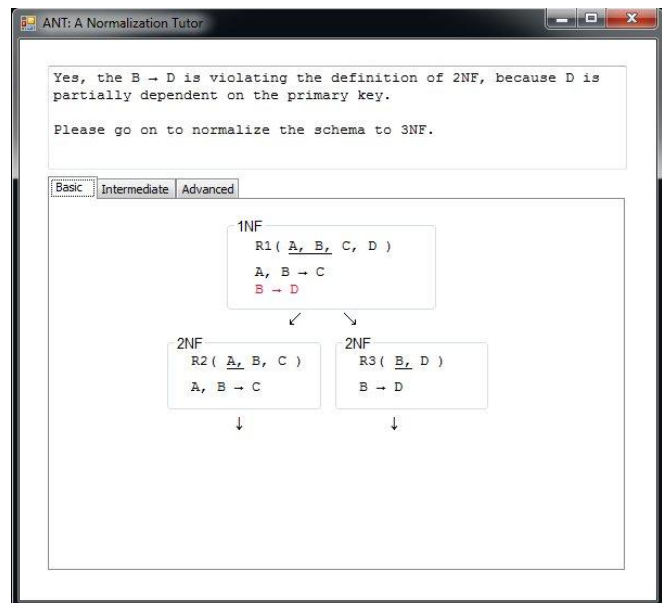 ANT: A Normalization Tutor
Yes, the B → D is violating the definition of 2NF, because D is
partially dependent on the primary key.
Please go on to normalize the schema to 3NF.
Basic Intermediate Advanced
1NF
R1 ( A, B, C, D )
A, B → C
B → D
↙ ↘
2NF 2NF
R2 ( A, B, C ) R3 ( B, D )
A, B → C B → D
↓ ↓